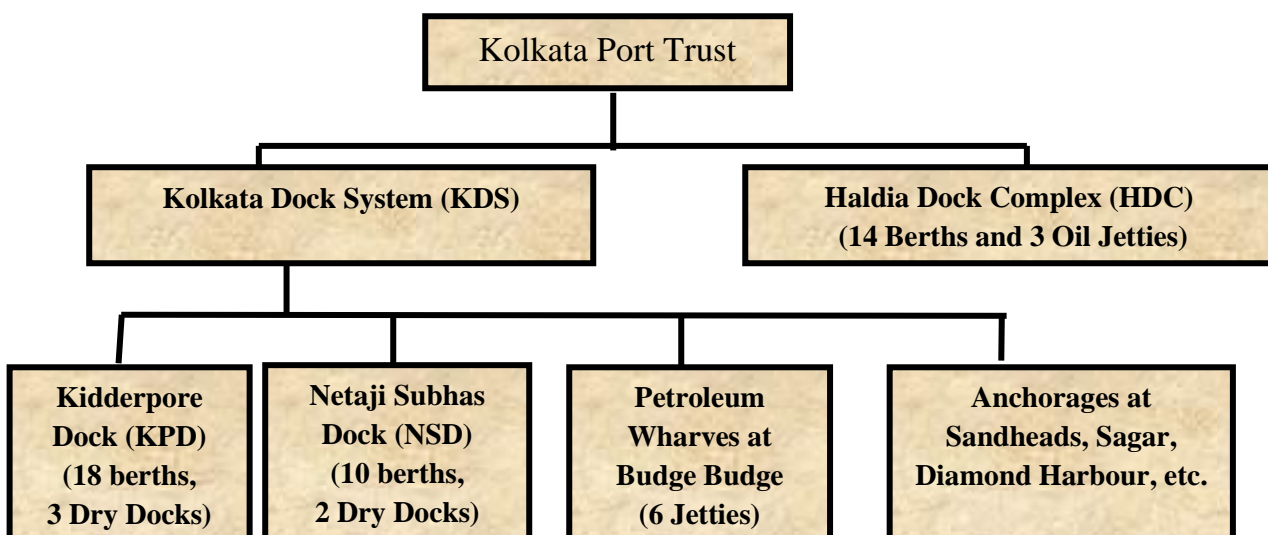 Kolkata Port Trust
Kolkata Dock System (KDS)
Haldia Dock Complex (HDC)
(14 Berths and 3 Oil Jetties)
Kidderpore
Dock (KPD)
(18 berths,
3 Dry Docks)
Netaji Subhas
Dock (NSD)
(10 berths,
2 Dry Docks)
Petroleum
Wharves at
Budge Budge
(6 Jetties)
Anchorages at
Sandheads, Sagar,
Diamond Harbour, etc.